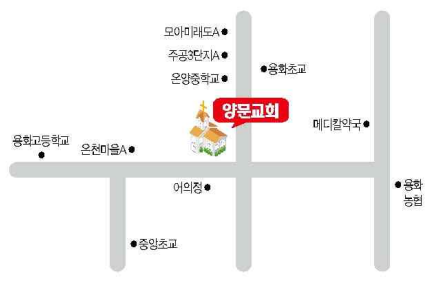 모아미래도A
주공3단지A
온양중학교
용화초교
양문교회
메디칼약국
용화고등학교
온천마을A
어의정
용화
농협
중앙초교